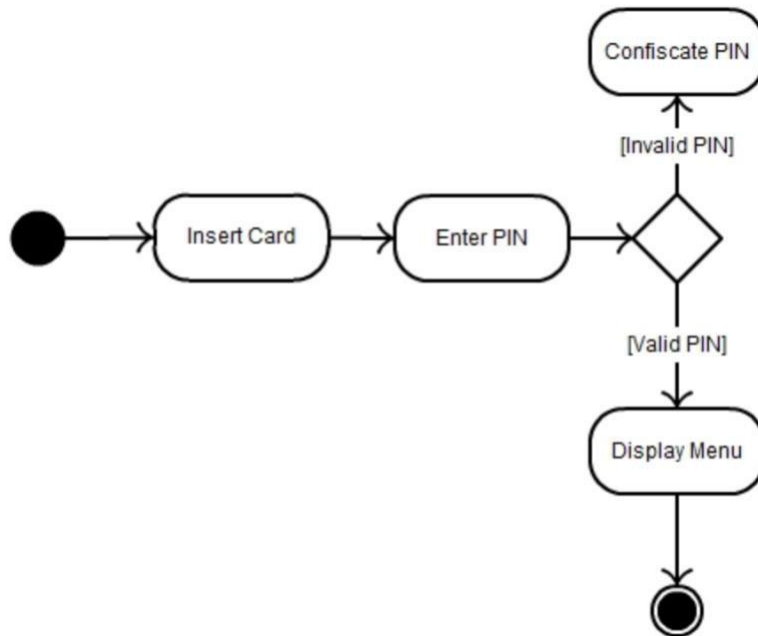 Confiscate PIN
[Invalid PIN]
Insert Card
Enter PIN
[Valid PIN]
Display Menu